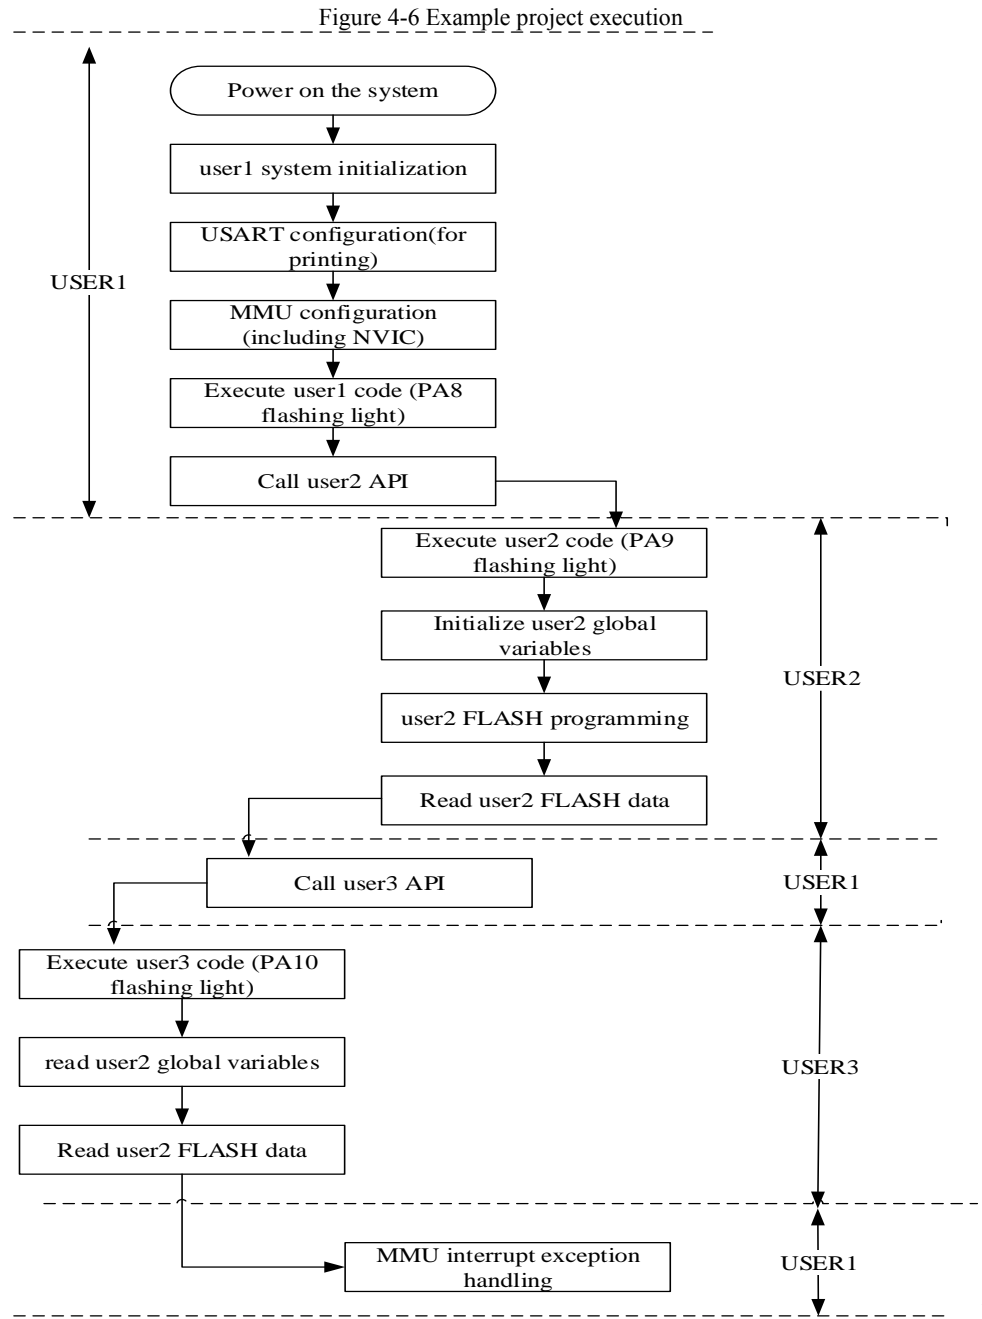 Figure 4-6 Example project execution
Power on the system
user1 system initialization
USART configuration(for
printing)
USER1
MMU configuration
(including NVIC)
Execute user1 code (PA8
flashing light)
Call user2 API
Execute user2 code (PA9
flashing light)
Initialize user2 global
variables
USER2
user2 FLASH programming
Read user2 FLASH data
Call user3 API
USER1
Execute user3 code (PA10
flashing light)
read user2 global variables
USER3
Read user2 FLASH data
MMU interrupt exception
handling
USER1